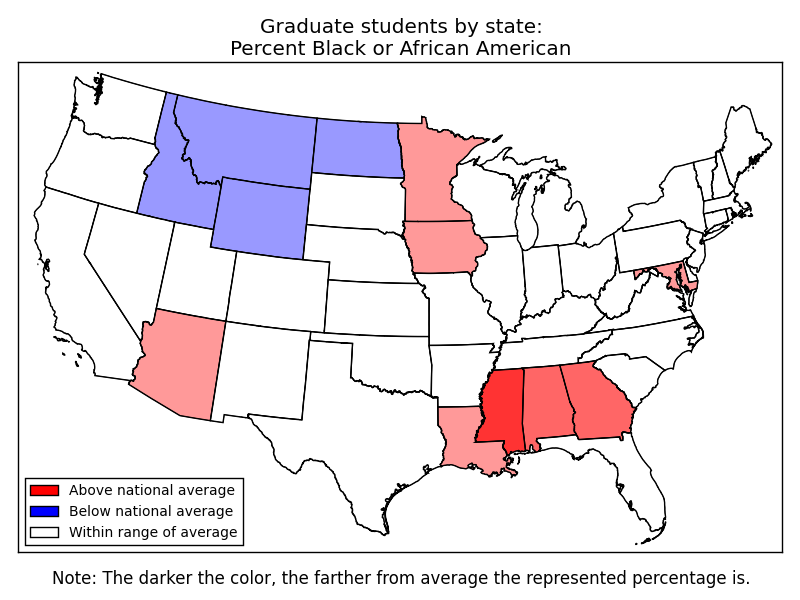 Graduate students by state:
Percent Black or African American
Above national average
Below national average
Within range of average
Note: The darker the color, the farther from average the represented percentage is.